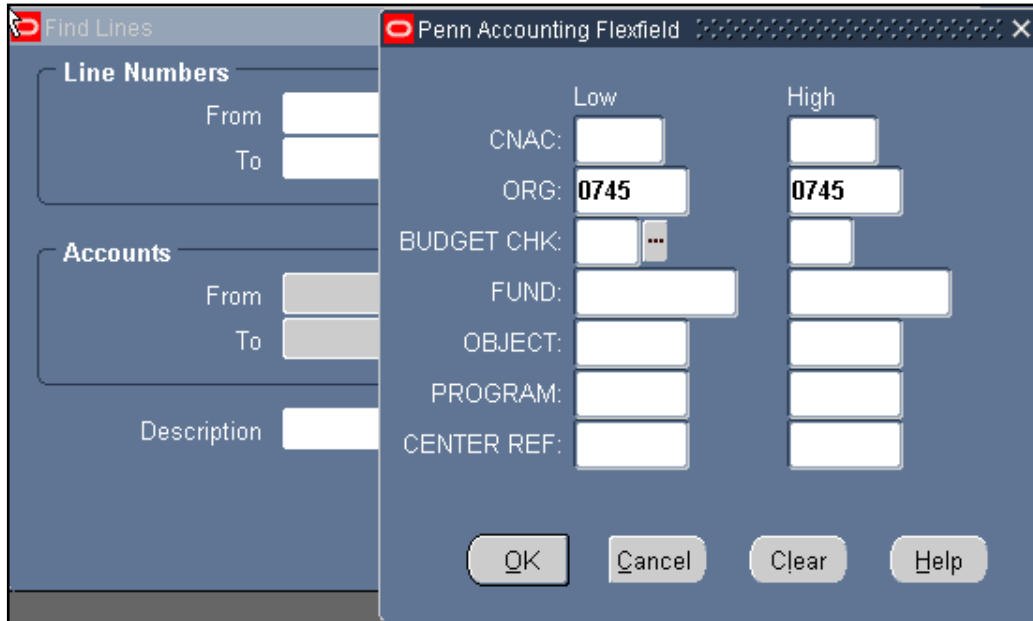 Find Lines
Line Numbers
From
To
Accounts
From
To
Description
Penn Accounting Flexfield
Low High
CNAC:
ORG: 0745 0745
BUDGET CHK: ...
FUND:
OBJECT:
PROGRAM:
CENTER REF:
OK Cancel Clear Help